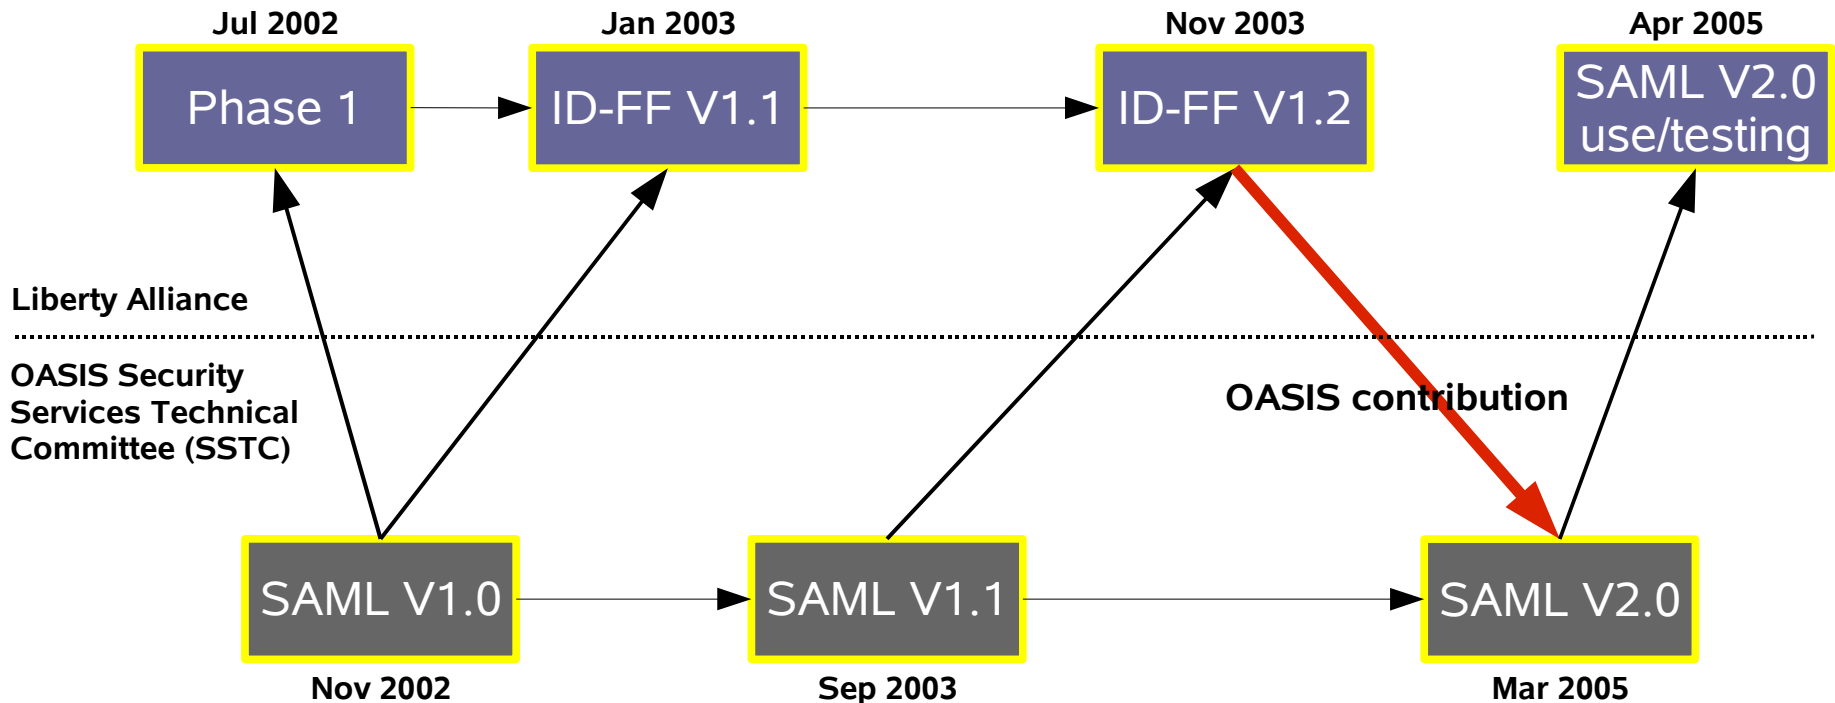 Jul 2002
Jan 2003
Nov 2003
Apr 2005
Phase 1
ID-FF V1.1
ID-FF V1.2
SAML V2.0
use/testing
Liberty Alliance
OASIS Security
Services Technical
Committee (SSTC)
OASIS contribution
SAML V1.0
SAML V1.1
SAML V2.0
Nov 2002
Sep 2003
Mar 2005